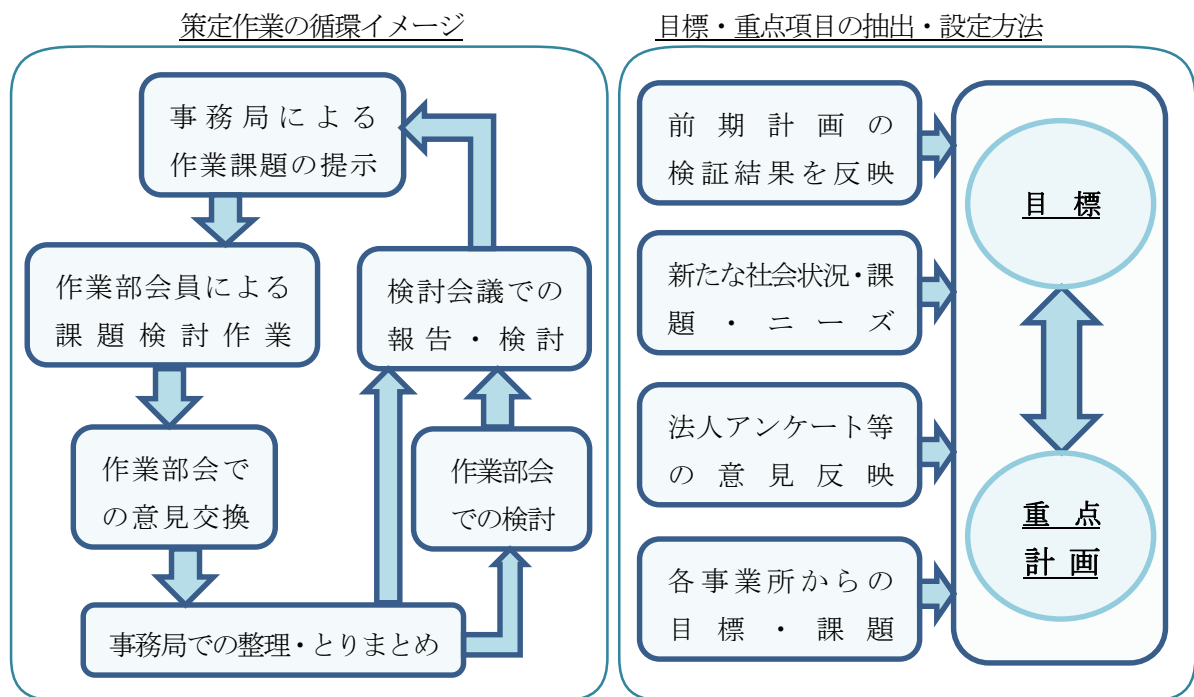 策定作業の循環イメージ
事務局による
作業課題の提示
作業部会員による
課題検討作業
作業部会で
の意見交換
事務局での整理・とりまとめ
作業部会
での検討
検討会議での
報告・検討
目標・重点項目の抽出・設定方法
前期計画の
検証結果を反映
新たな社会状況・課
題・ニーズ
法人アンケート等
の意見反映
各事業所からの
目標・課題
目標
重点
計画